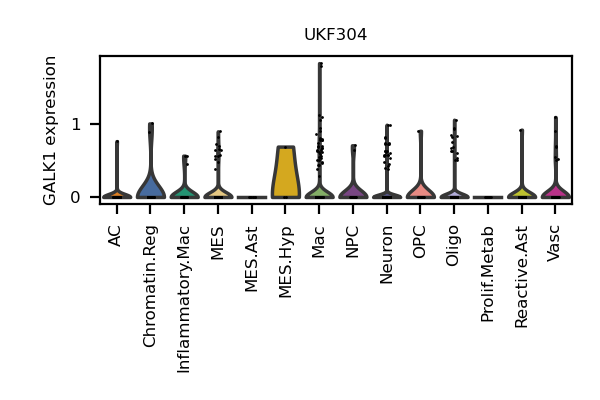 UKF304
GALK1 expression
1
0
AC
Chromatin.Reg
Inflammatory.Mac
MES
MES.Ast
MES.Hyp
Mac
NPC
Neuron
OPC
Oligo
Prolif.Metab
Reactive.Ast
Vasc